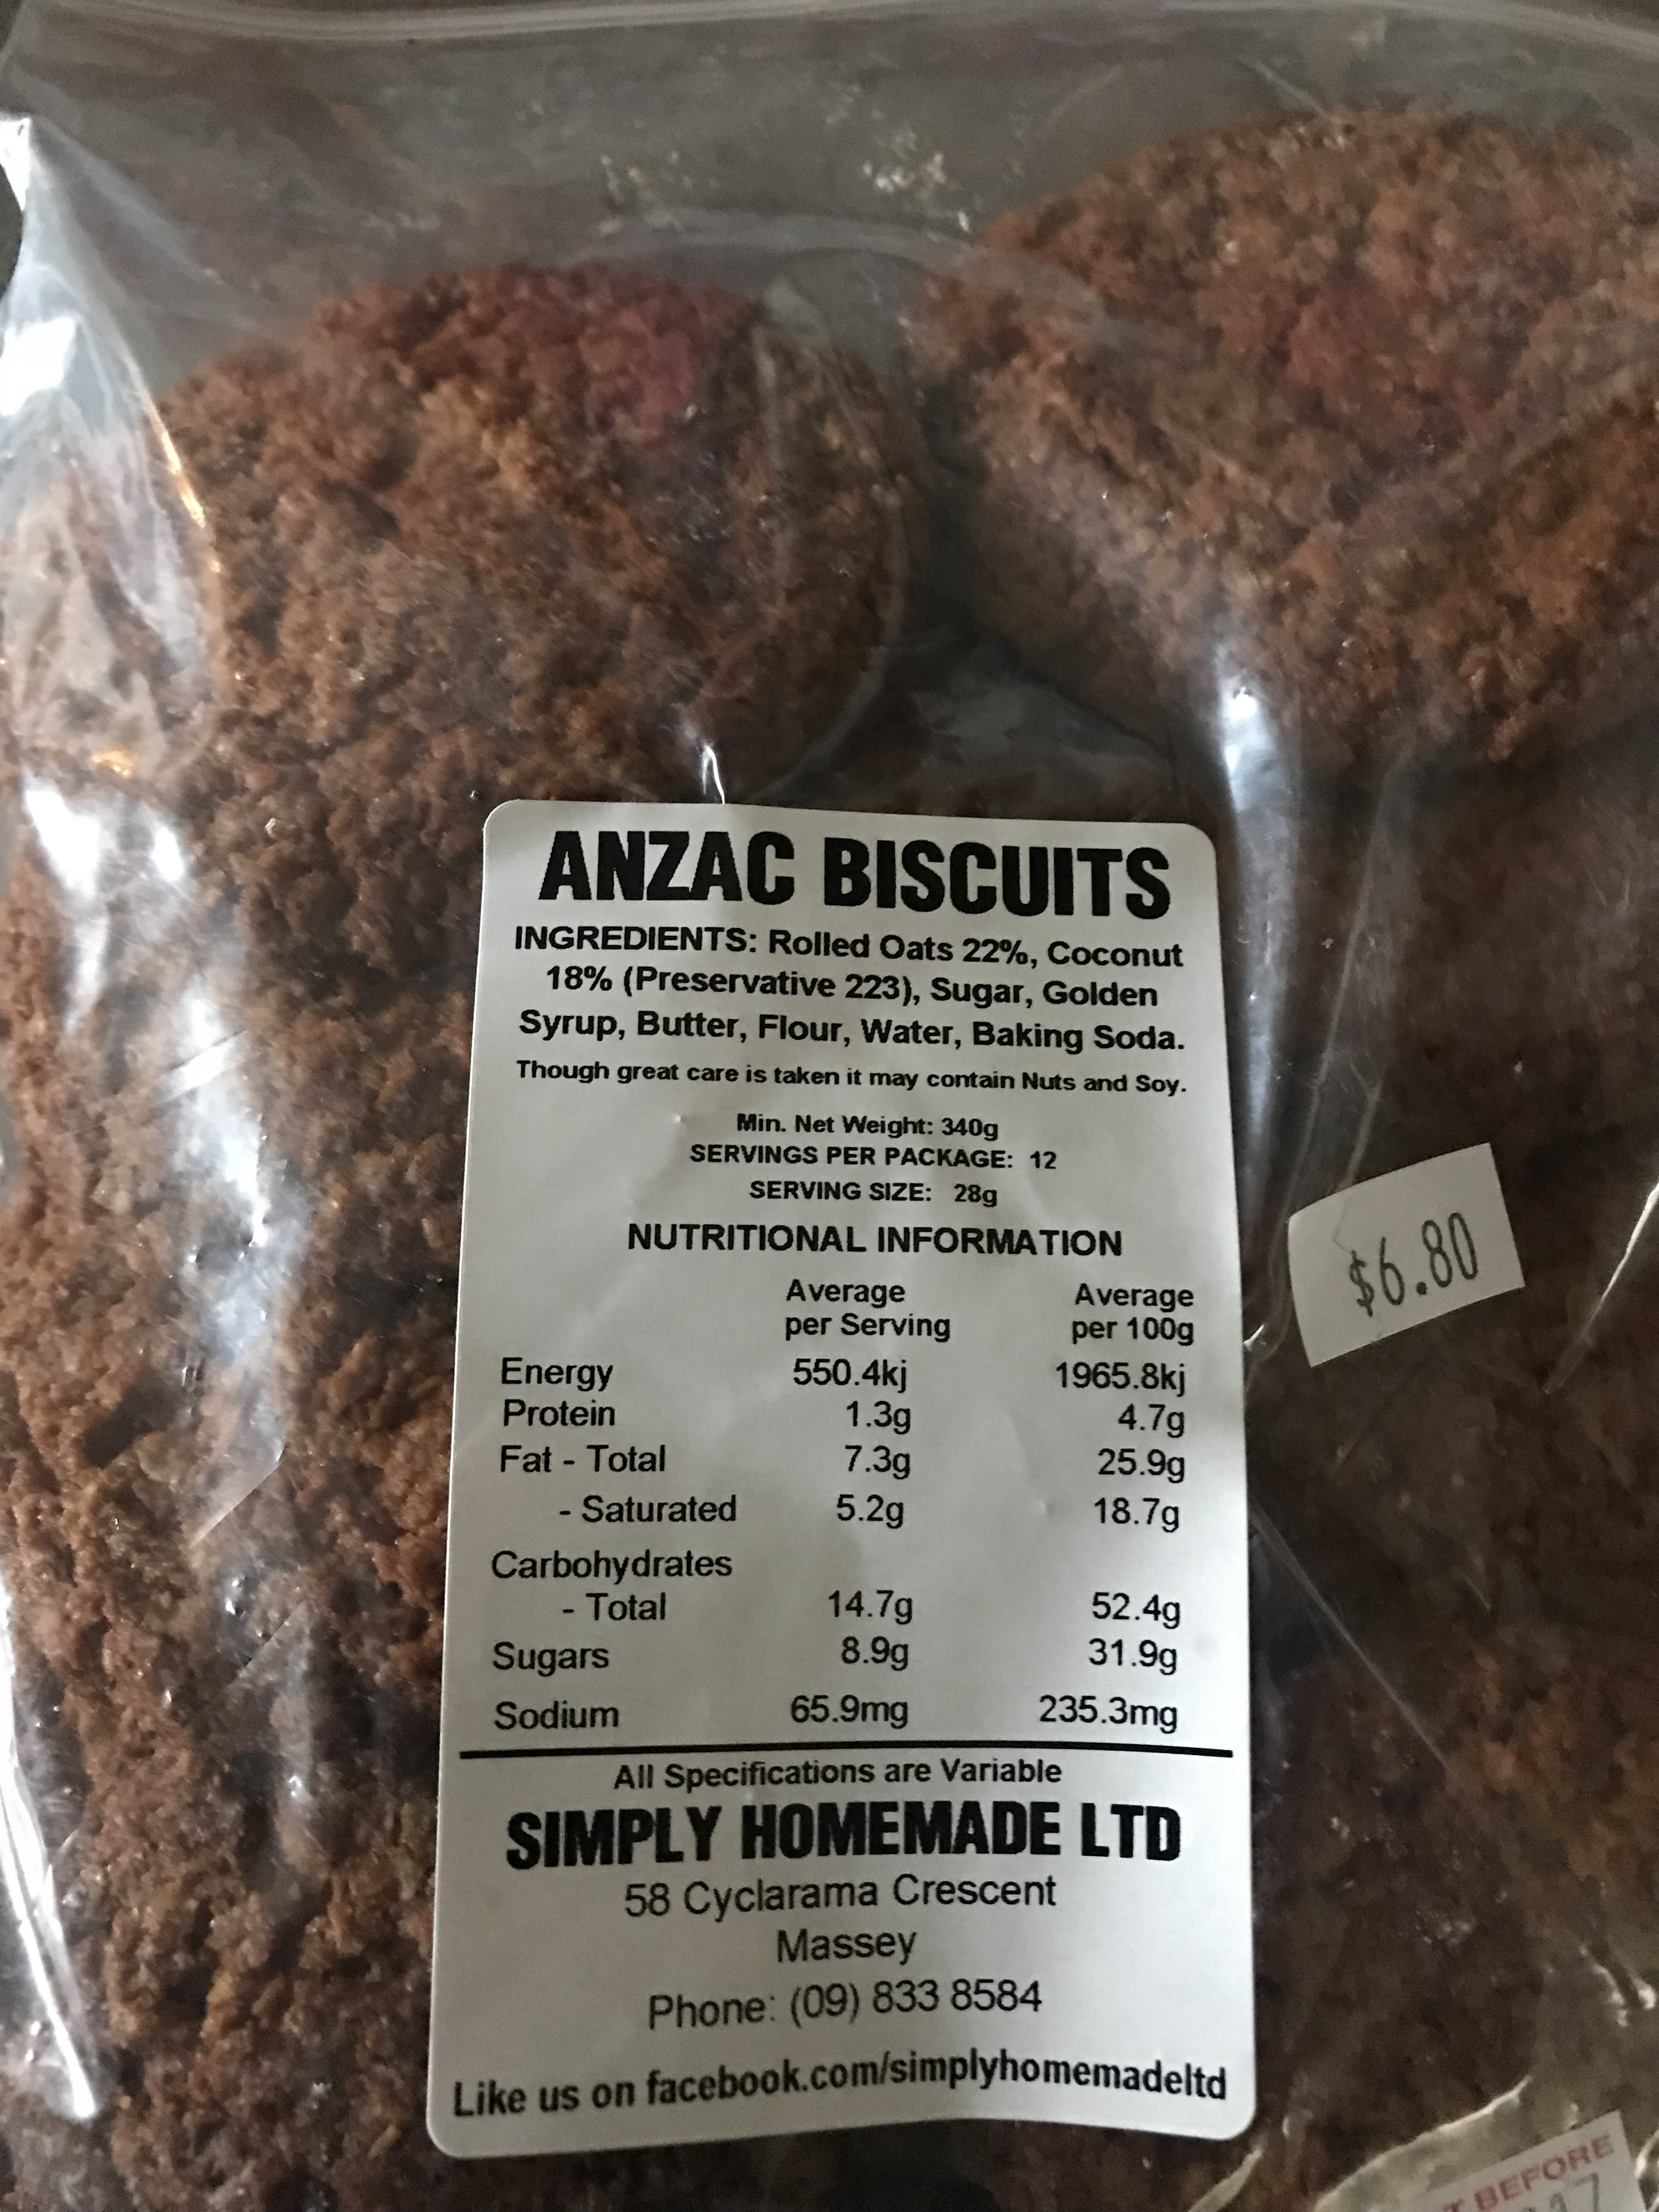 ANZAC BISCUITS
INGREDIENTS: Rolled Oats 22%, Coconut
18% (Preservative 223), Sugar, Golden
Syrup, Butter, Flour, Water, Baking Soda.
Though great care is taken it may contain Nuts and Soy.
Min. Net Weight: 340g
SERVINGS PER PACKAGE: 12
SERVING SIZE: 28g
NUTRITIONAL INFORMATION
Average Average
per Serving per 100g
Energy 550.4kj 1965.8kj
Protein 1.3g 4.7g
Fat - Total 7.3g 25.9g
- Saturated 5.2g 18.7g
Carbohydrates
- Total 14.7g 52.4g
Sugars 8.9g 31.9g
Sodium 65.9mg 235.3mg
All Specifications are Variable
SIMPLY HOMEMADE LTD
58 Cyclarama Crescent
Massey
Phone: (09) 833 8584
Like us on facebook.com/simplyhomemadeltd
$6.80
BEFORE